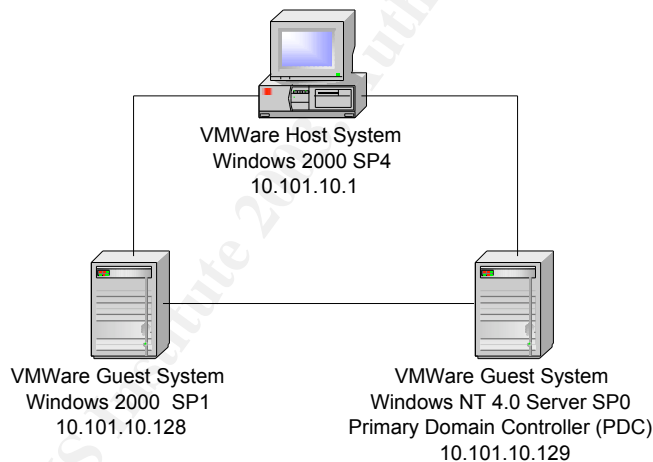 VMWare Host System
Windows 2000 SP4
10.101.10.1
VMWare Guest System
Windows 2000 SP1
10.101.10.128
VMWare Guest System
Windows NT 4.0 Server SP0
Primary Domain Controller (PDC)
10.101.10.129